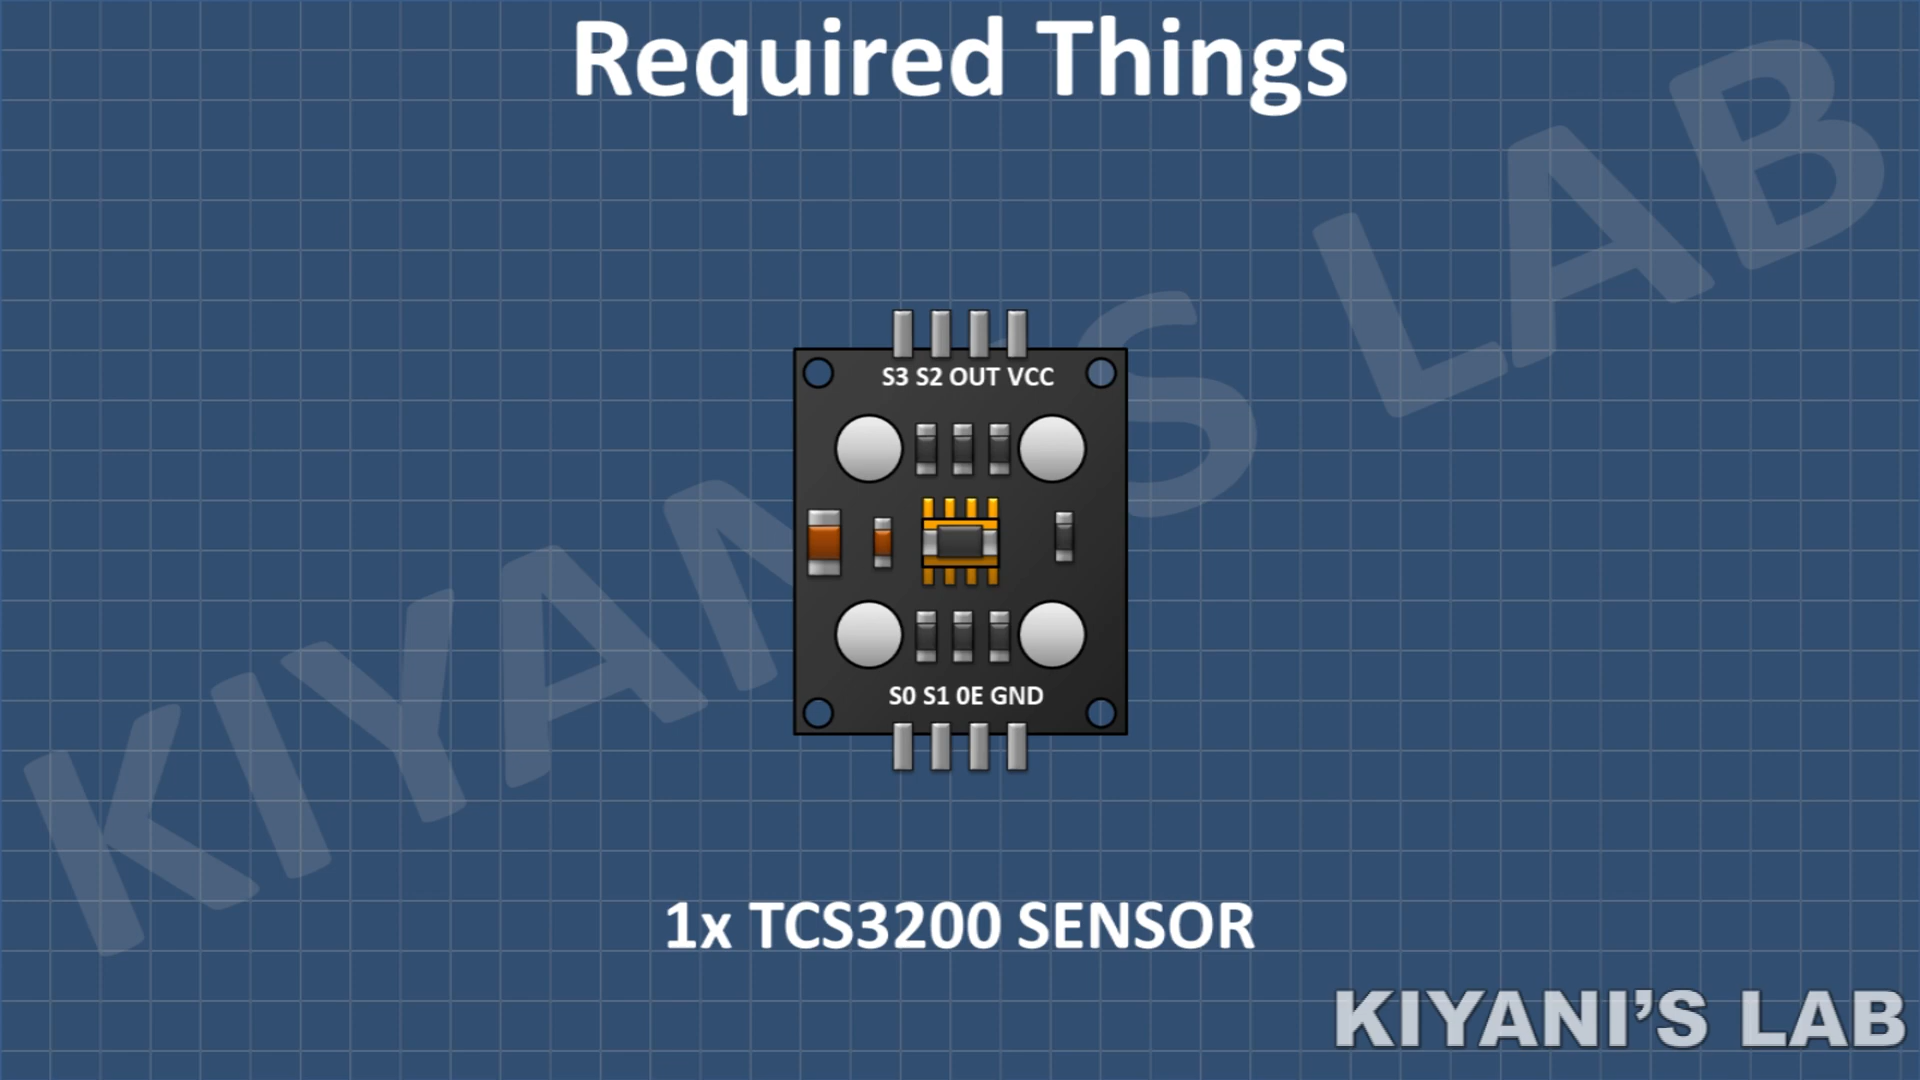 Required Things
KIYANI'S LAB
S3 S2 OUT VCC
S0 S1 0E GND
1x TCS3200 SENSOR
KIYANI’S LAB